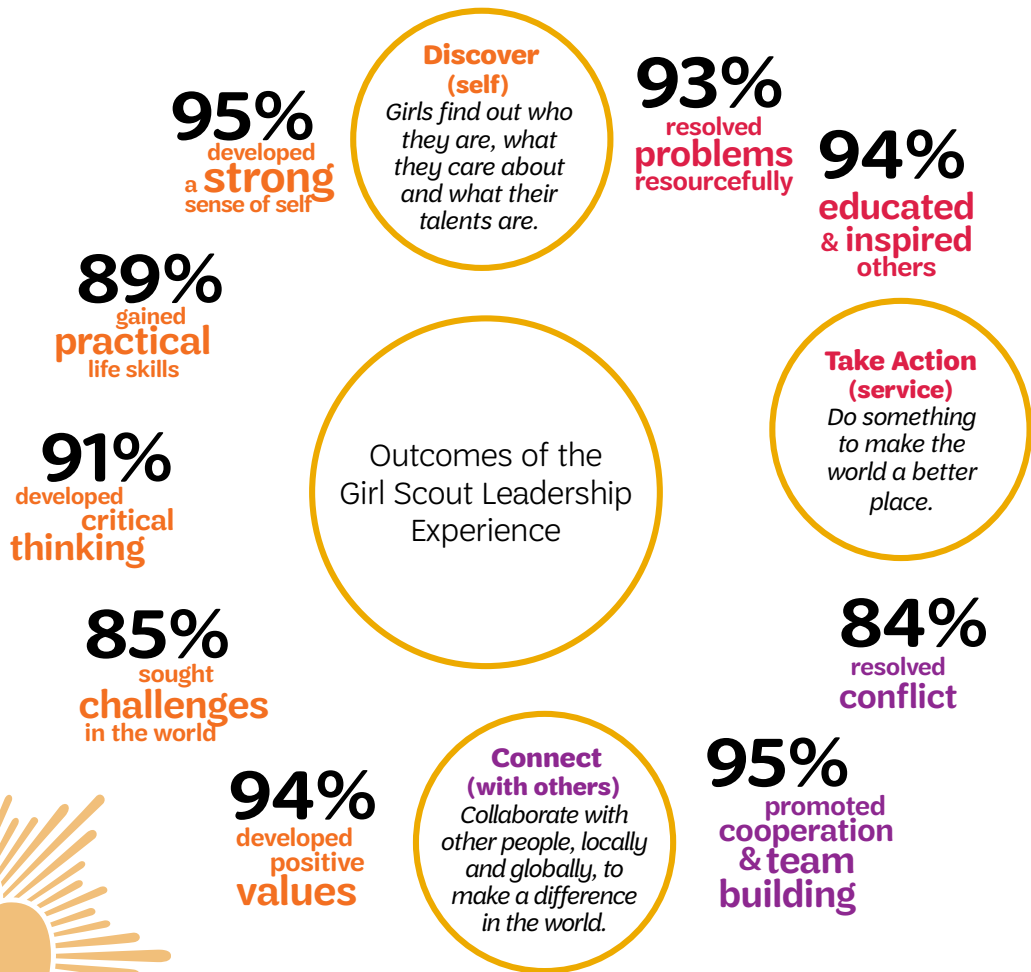 Discover
(self)
Girls find out who
they are, what
they care about
and what their
talents are.
95%
developed
a strong
sense of self
89%
gained
practical
life skills
91%
developed
critical
thinking
85%
sought
challenges
in the world
94%
developed
positive
values
93%
resolved
problems
resourcefully
94%
educated
& inspired
others
Take Action
(service)
Do something
to make the
world a better
place.
Outcomes of the
Girl Scout Leadership
Experience
84%
resolved
conflict
95%
promoted
cooperation
& team
building
Connect
(with others)
Collaborate with
other people, locally
and globally, to
make a difference
in the world.